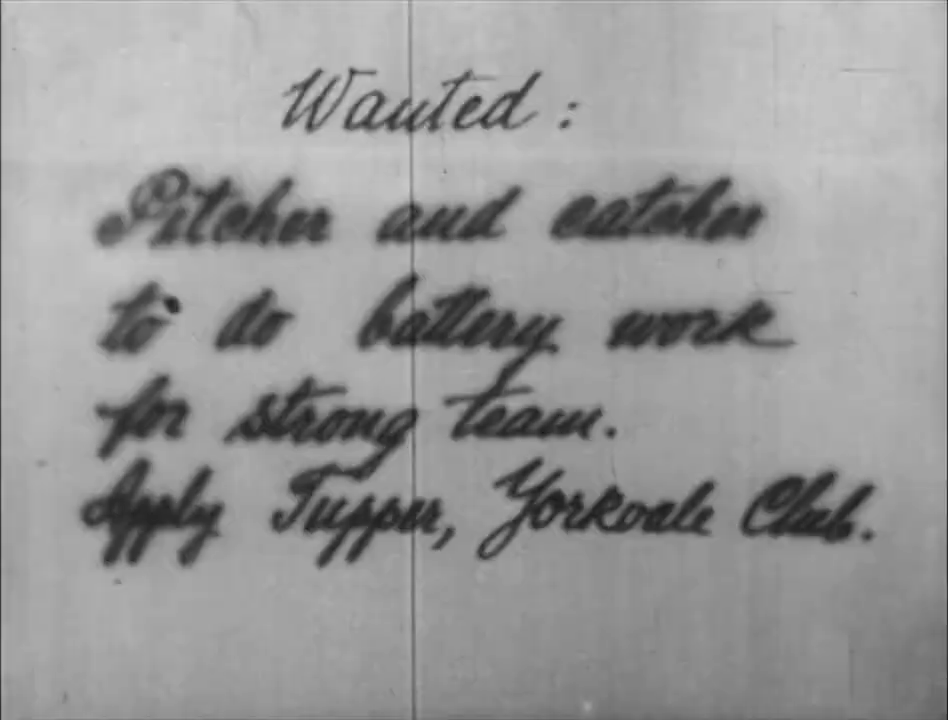 Wanted:
Pitcher and catcher
to do battery work
for strong team.
Apply Tupper, Yorkvale Club.